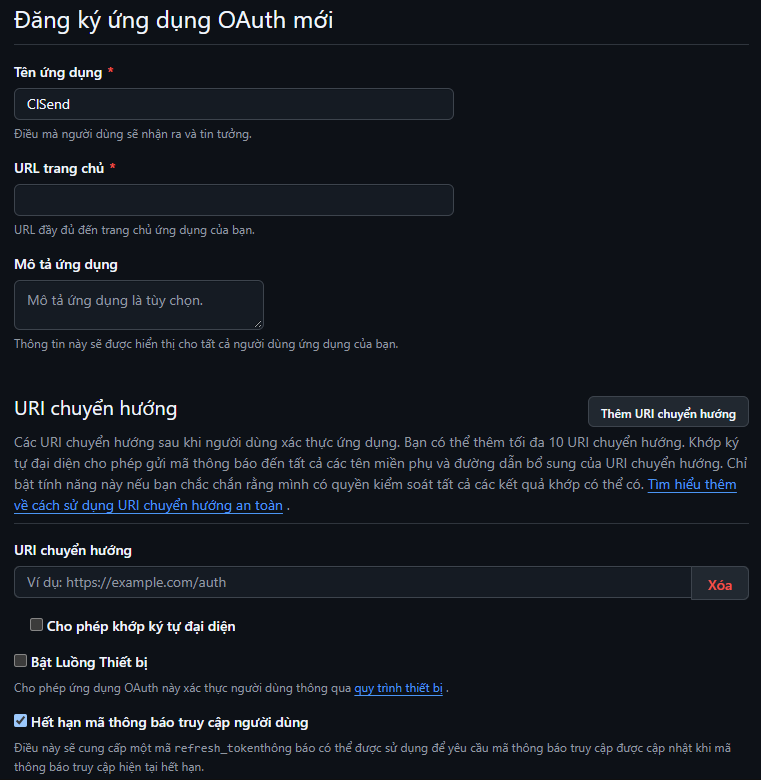 Đăng ký ứng dụng OAuth mới
Tên ứng dụng *
ClSend
Điều mà người dùng sẽ nhận ra và tin tưởng.
URL trang chủ *
URL đầy đủ đến trang chủ ứng dụng của bạn.
Mô tả ứng dụng
Mô tả ứng dụng là tùy chọn.
Thông tin này sẽ được hiển thị cho tất cả người dùng ứng dụng của bạn.
URI chuyển hướng
Thêm URI chuyển hướng
Các URI chuyển hướng sau khi người dùng xác thực ứng dụng. Bạn có thể thêm tối đa 10 URI chuyển hướng. Khớp ký
tự đại diện cho phép gửi mã thông báo đến tất cả các tên miền phụ và đường dẫn bổ sung của URI chuyển hướng. Chỉ
bật tính năng này nếu bạn chắc chắn rằng mình có quyền kiểm soát tất cả các kết quả khớp có thể có. Tìm hiểu thêm
về cách sử dụng URI chuyển hướng an toàn .
URI chuyển hướng
Ví dụ: https://example.com/auth
Xóa
Cho phép khớp ký tự đại diện
Bật Luồng Thiết bị
Cho phép ứng dụng OAuth này xác thực người dùng thông qua quy trình thiết bị .
Hết hạn mã thông báo truy cập người dùng
Điều này sẽ cung cấp một mã refresh_tokenthông báo có thể được sử dụng để yêu cầu mã thông báo truy cập được cập nhật khi mã
thông báo truy cập hiện tại hết hạn.